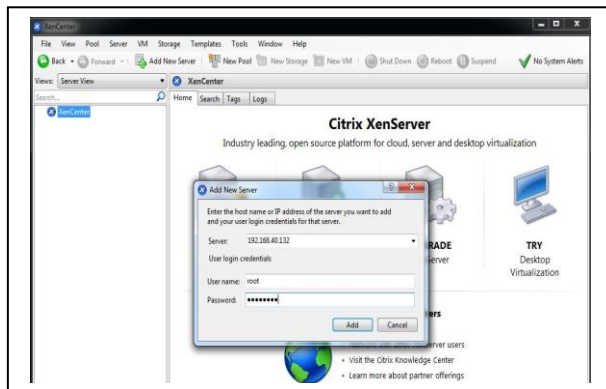 XenCenter
File View Pool Server VM Storage Templates Tools Window Help
Back Forward Add New Server New Pool New Storage New VM Shut Down Reboot Suspend No System Alerts
Views: Server View
XenCenter
Search...
Home Search Tags Logs
XenCenter
Citrix XenServer
Industry leading, open source platform for cloud, server and desktop virtualization
Add New Server
Enter the host name or IP address of the server you want to add
and your user login credentials for that server.
Server: 192.168.40.132
User login credentials
User name: root
Password: ••••••••
Add Cancel
RADE
erver
TRY
Desktop
Virtualization
ers
erver users
• Visit the Citrix Knowledge Center
• Learn more about partner offerings